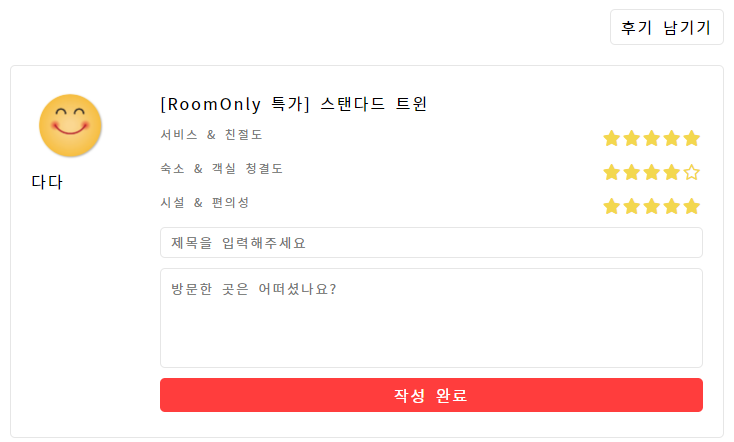 후기 남기기
[RoomOnly 특가] 스탠다드 트윈
서비스 & 친절도
숙소 & 객실 청결도
다다
시설 & 편의성
제목을 입력해주세요
방문한 곳은 어떠셨나요?
작성 완료